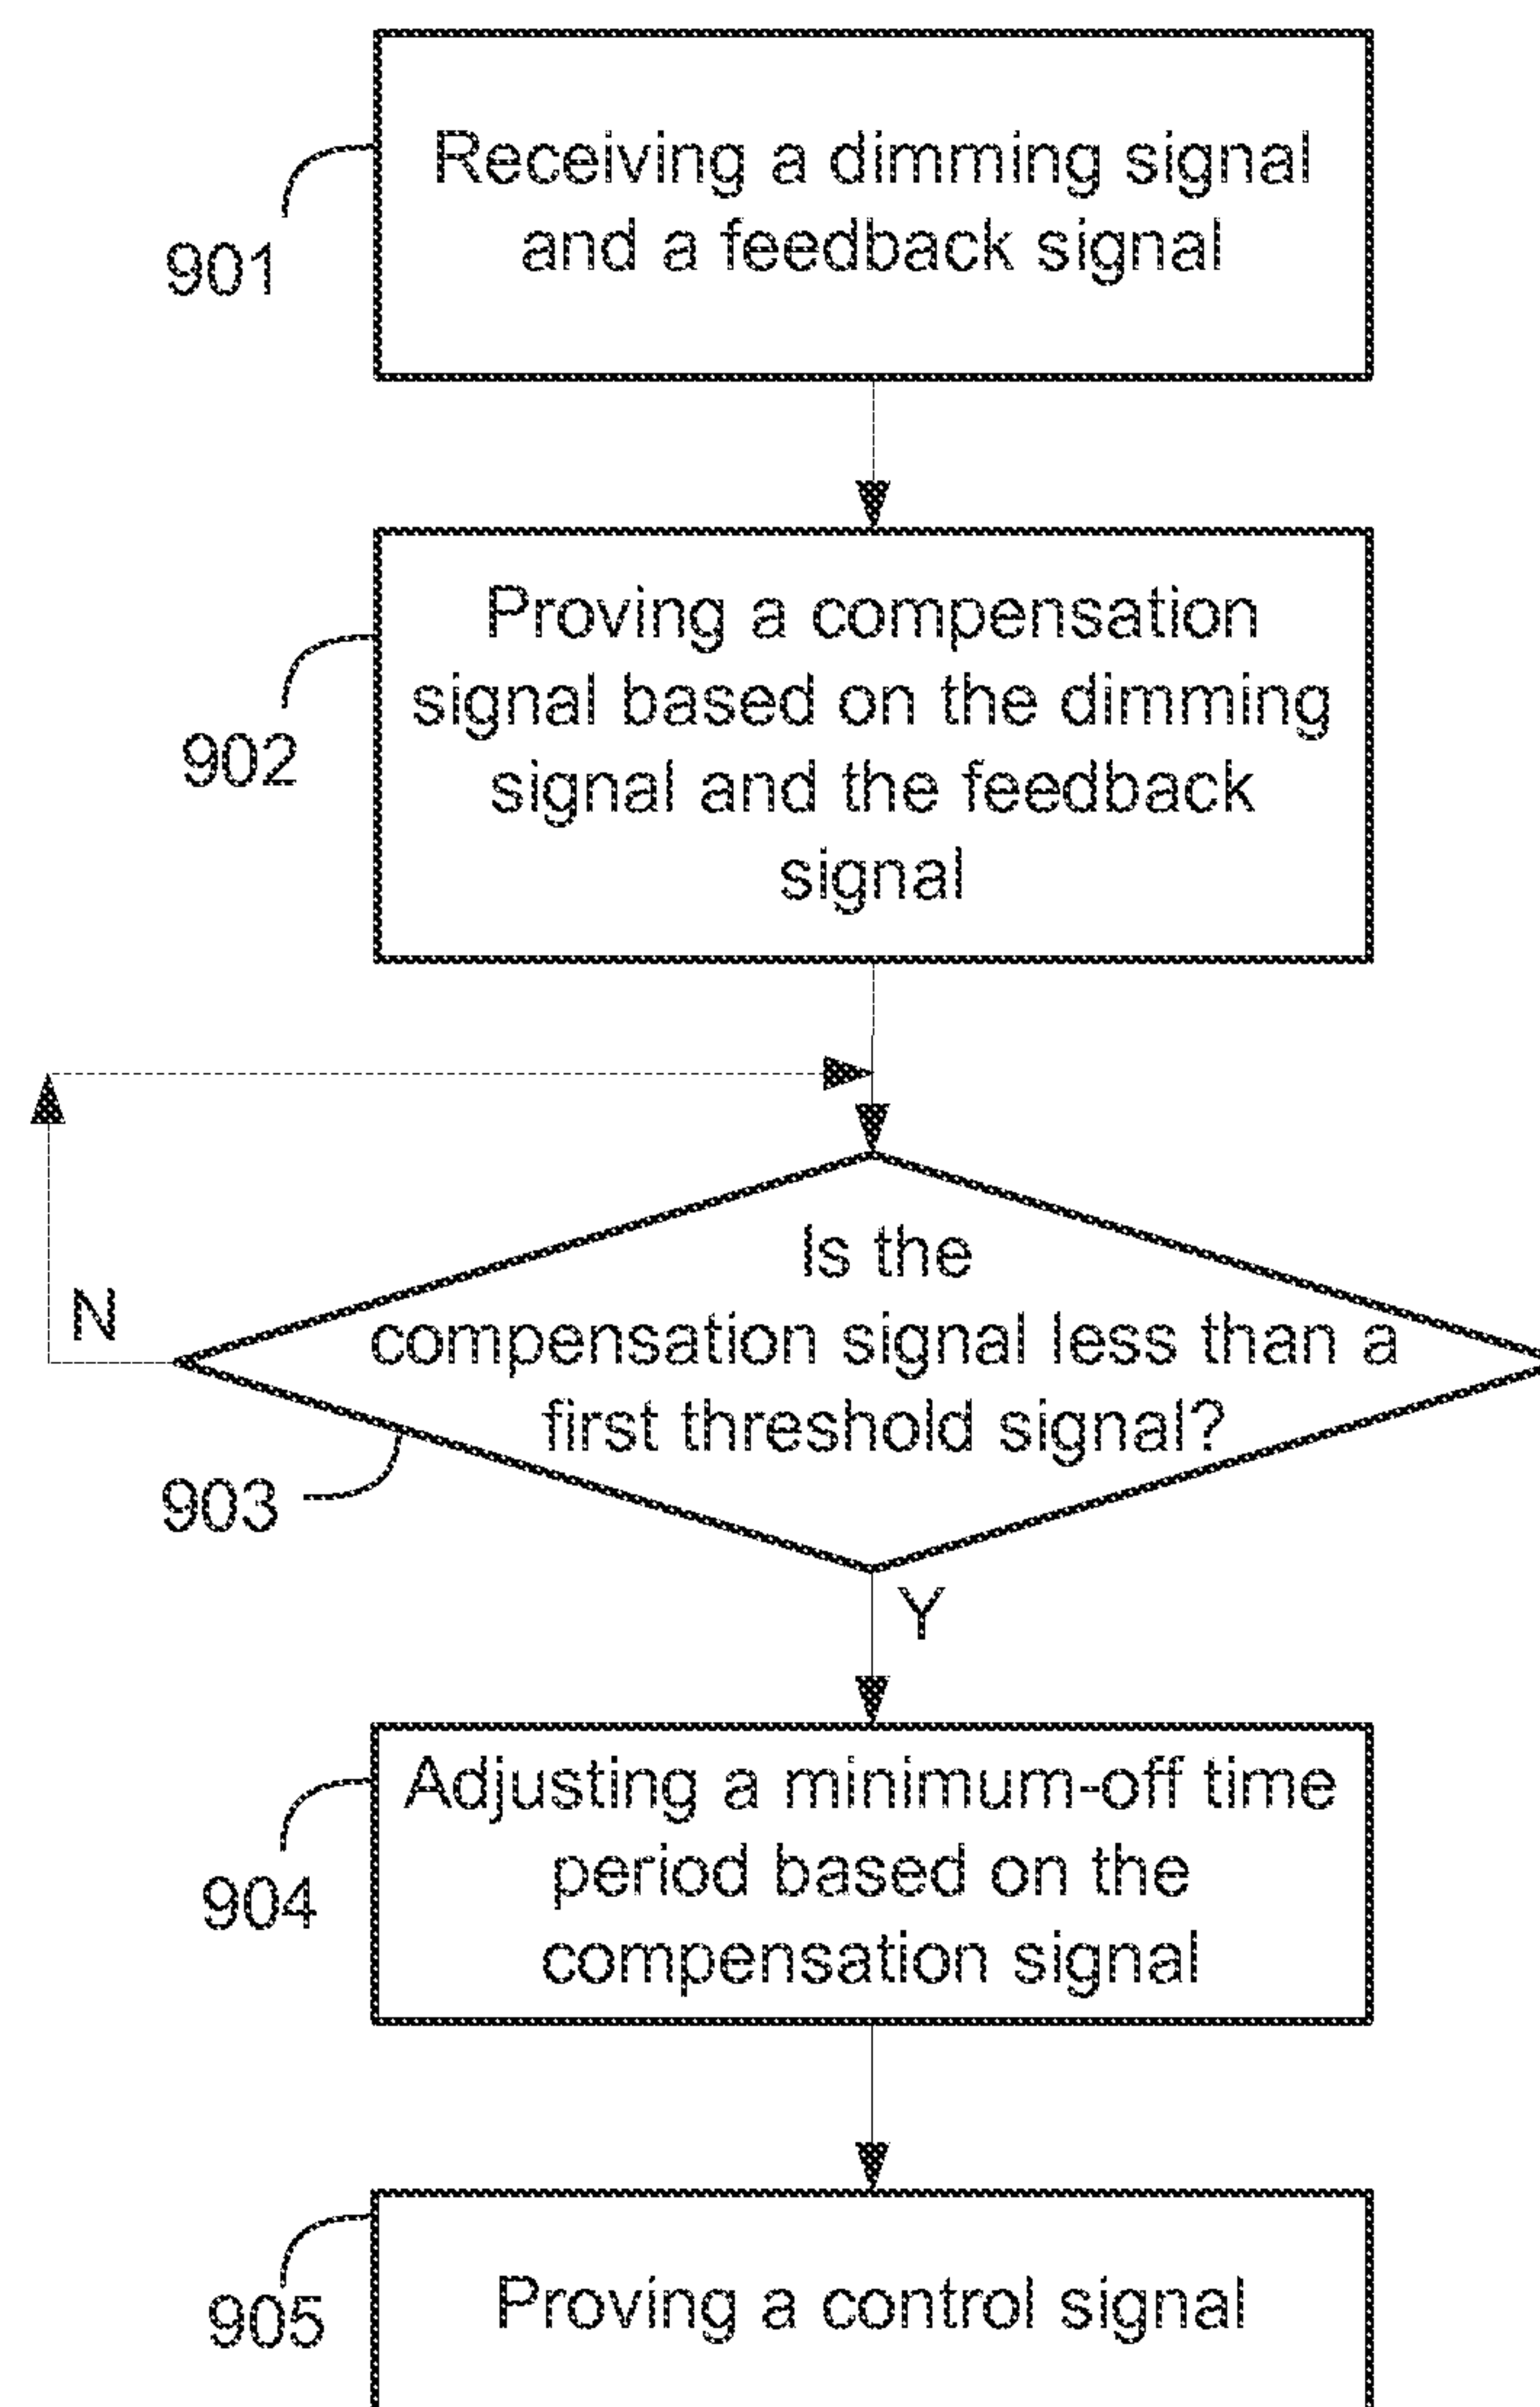 Receiving a dimming signal
and a feedback signal
901
Proving a compensation
signal based on the dimming
signal and the feedback
signal
902
Is the
compensation signal less than a
first threshold signal?
N
903
Y
Adjusting a minimum-off time
period based on the
compensation signal
904
Proving a control signal
905